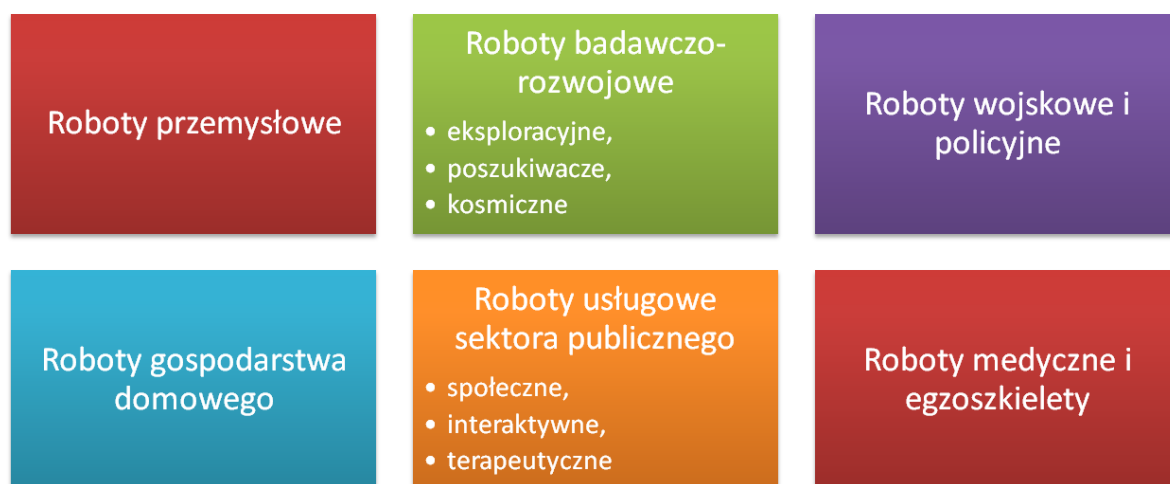 Roboty przemysłowe
Roboty badawczo-
rozwojowe
• eksploracyjne,
• poszukiwacze,
• kosmiczne
Roboty wojskowe i
policyjne
Roboty gospodarstwa
domowego
Roboty usługowe
sektora publicznego
• społeczne,
• interaktywne,
• terapeutyczne
Roboty medyczne i
egzoszkielety